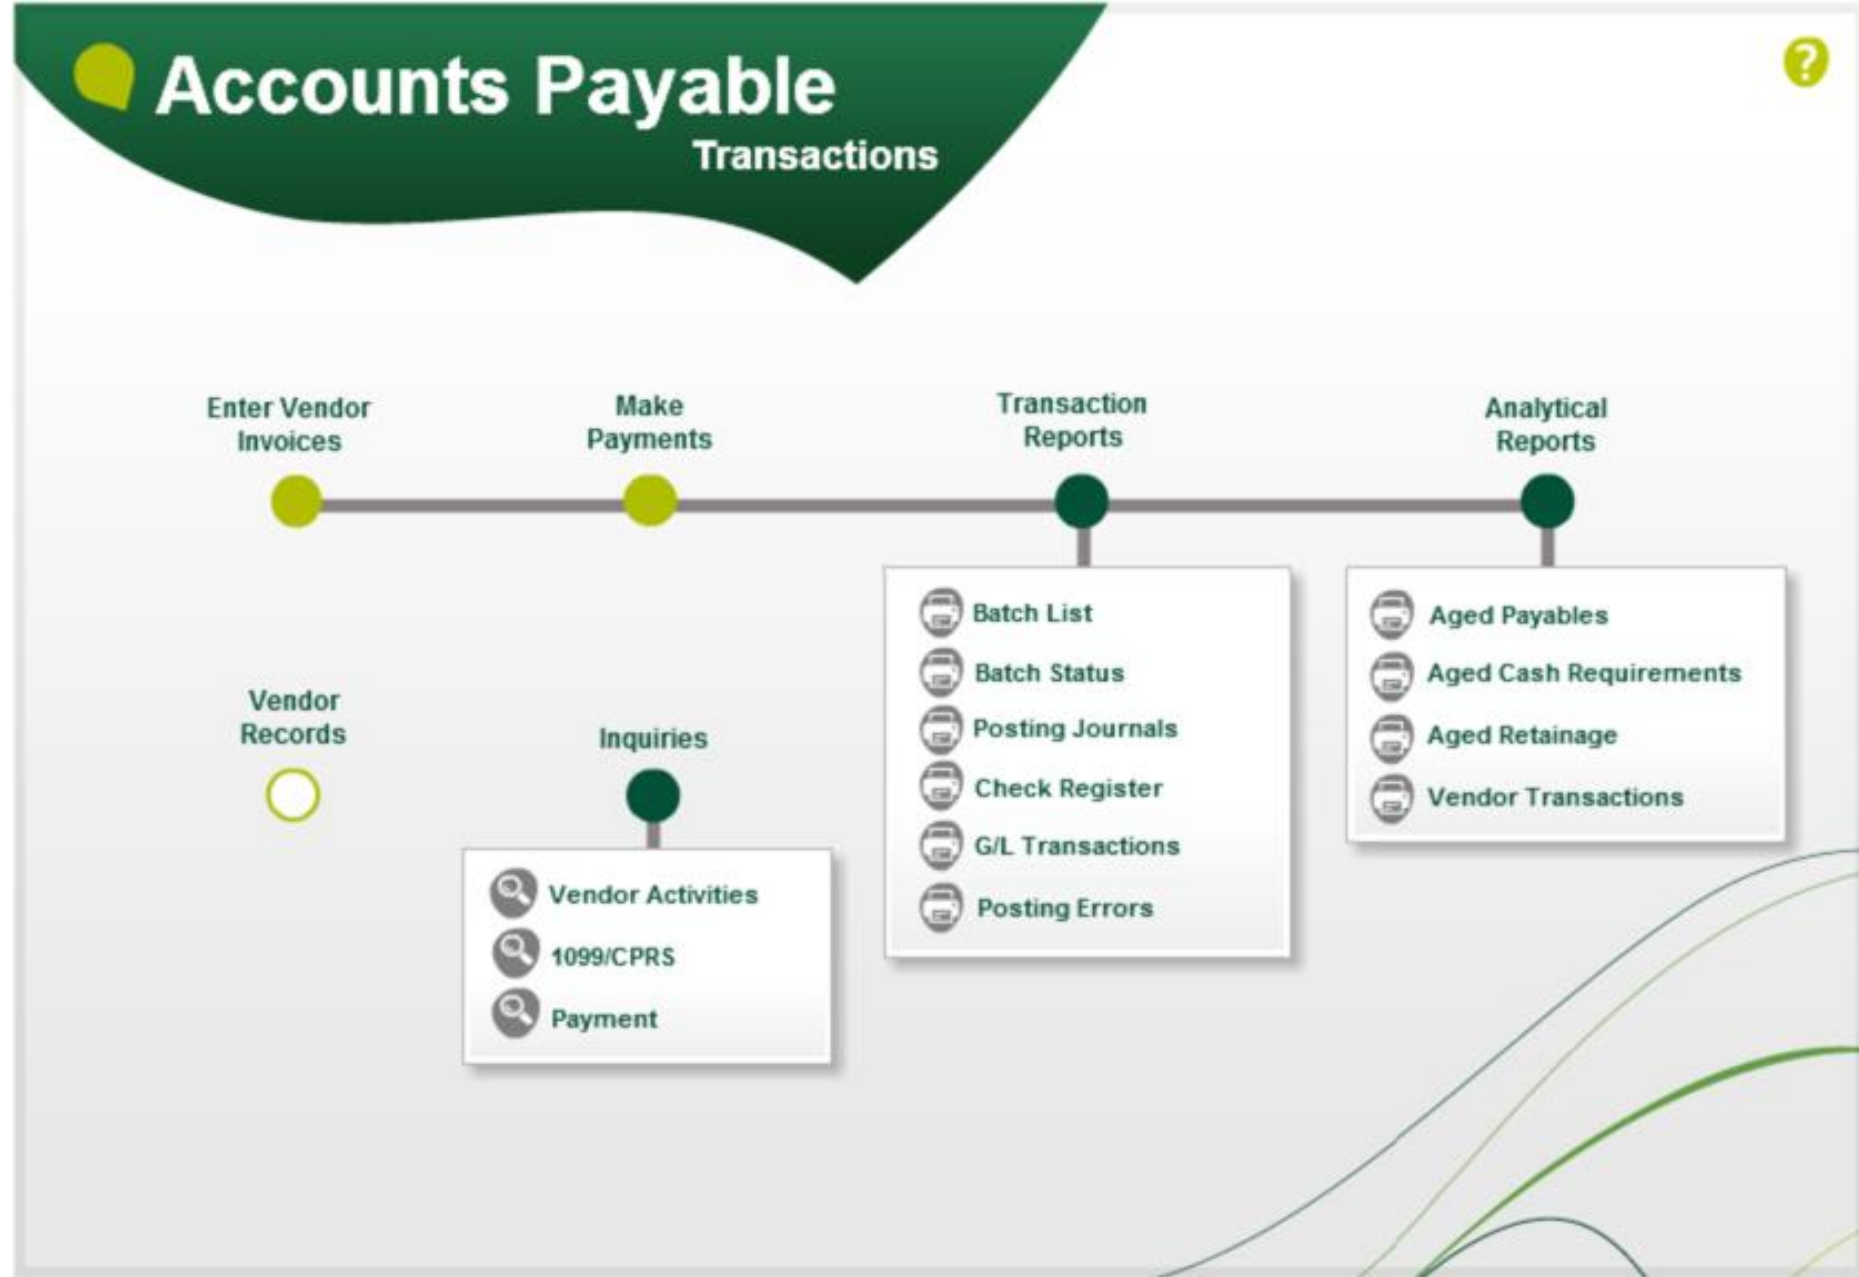 Accounts Payable
Transactions
?
Enter Vendor
Invoices
Make
Payments
Transaction
Reports
Analytical
Reports
Batch List
Batch Status
Posting Journals
Check Register
G/L Transactions
Posting Errors
Aged Payables
Aged Cash Requirements
Aged Retainage
Vendor Transactions
Vendor
Records
Inquiries
Vendor Activities
1099/CPRS
Payment